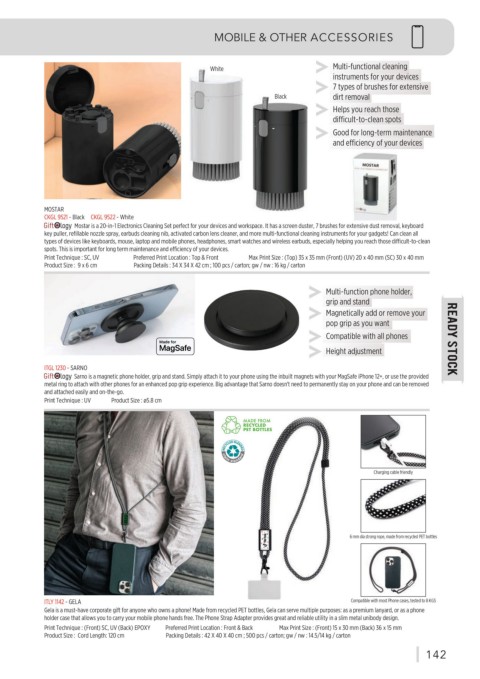 MOBILE & OTHER ACCESSORIES
White
Black
Multi-functional cleaning
instruments for your devices
7 types of brushes for extensive
dirt removal
Helps you reach those
difficult-to-clean spots
Good for long-term maintenance
and efficiency of your devices
MOSTAR
MOSTAR
CKGL 9521 - Black CKGL 9522 - White
Giftology Mostar is a 20-in-1 Electronics Cleaning Set perfect for your devices and workspace. It has a screen duster, 7 brushes for extensive dust removal, keyboard
key puller, refillable nozzle spray, earbuds cleaning nib, activated carbon lens cleaner, and more multi-functional cleaning instruments for your gadgets! Can clean all
types of devices like keyboards, mouse, laptop and mobile phones, headphones, smart watches and wireless earbuds, especially helping you reach those difficult-to-clean
spots. This is important for long term maintenance and efficiency of your devices.
Print Technique : SC, UV Preferred Print Location : Top & Front Max Print Size : (Top) 35 x 35 mm (Front) (UV) 20 x 40 mm (SC) 30 x 40 mm
Product Size : 9 x 6 cm Packing Details : 34 X 34 X 42 cm ; 100 pcs / carton; gw / nw : 16 kg / carton
Made for
MagSafe
Multi-function phone holder,
grip and stand
Magnetically add or remove your
pop grip as you want
Compatible with all phones
Height adjustment
READY STOCK
ITGL 1230 - SARNO
Giftology Sarno is a magnetic phone holder, grip and stand. Simply attach it to your phone using the inbuilt magnets with your MagSafe iPhone 12+, or use the provided
metal ring to attach with other phones for an enhanced pop grip experience. Big advantage that Sarno doesn't need to permanently stay on your phone and can be removed
and attached easily and on-the-go.
Print Technique : UV Product Size : ø5.8 cm
MADE FROM
RECYCLED
PET BOTTLES
Charging cable friendly
6 mm dia strong rope, made from recycled PET bottles
Compatible with most Phone cases, tested to 8 KGS
ITLY 1142 - GELA
Gela is a must-have corporate gift for anyone who owns a phone! Made from recycled PET bottles, Gela can serve multiple purposes: as a premium lanyard, or as a phone
holder case that allows you to carry your mobile phone hands free. The Phone Strap Adapter provides great and reliable utility in a slim metal unibody design.
Print Technique : (Front) SC, UV (Back) EPOXY Preferred Print Location : Front & Back Max Print Size : (Front) 15 x 30 mm (Back) 36 x 15 mm
Product Size : Cord Length: 120 cm Packing Details : 42 X 40 X 40 cm ; 500 pcs / carton; gw / nw : 14.5/14 kg / carton
142